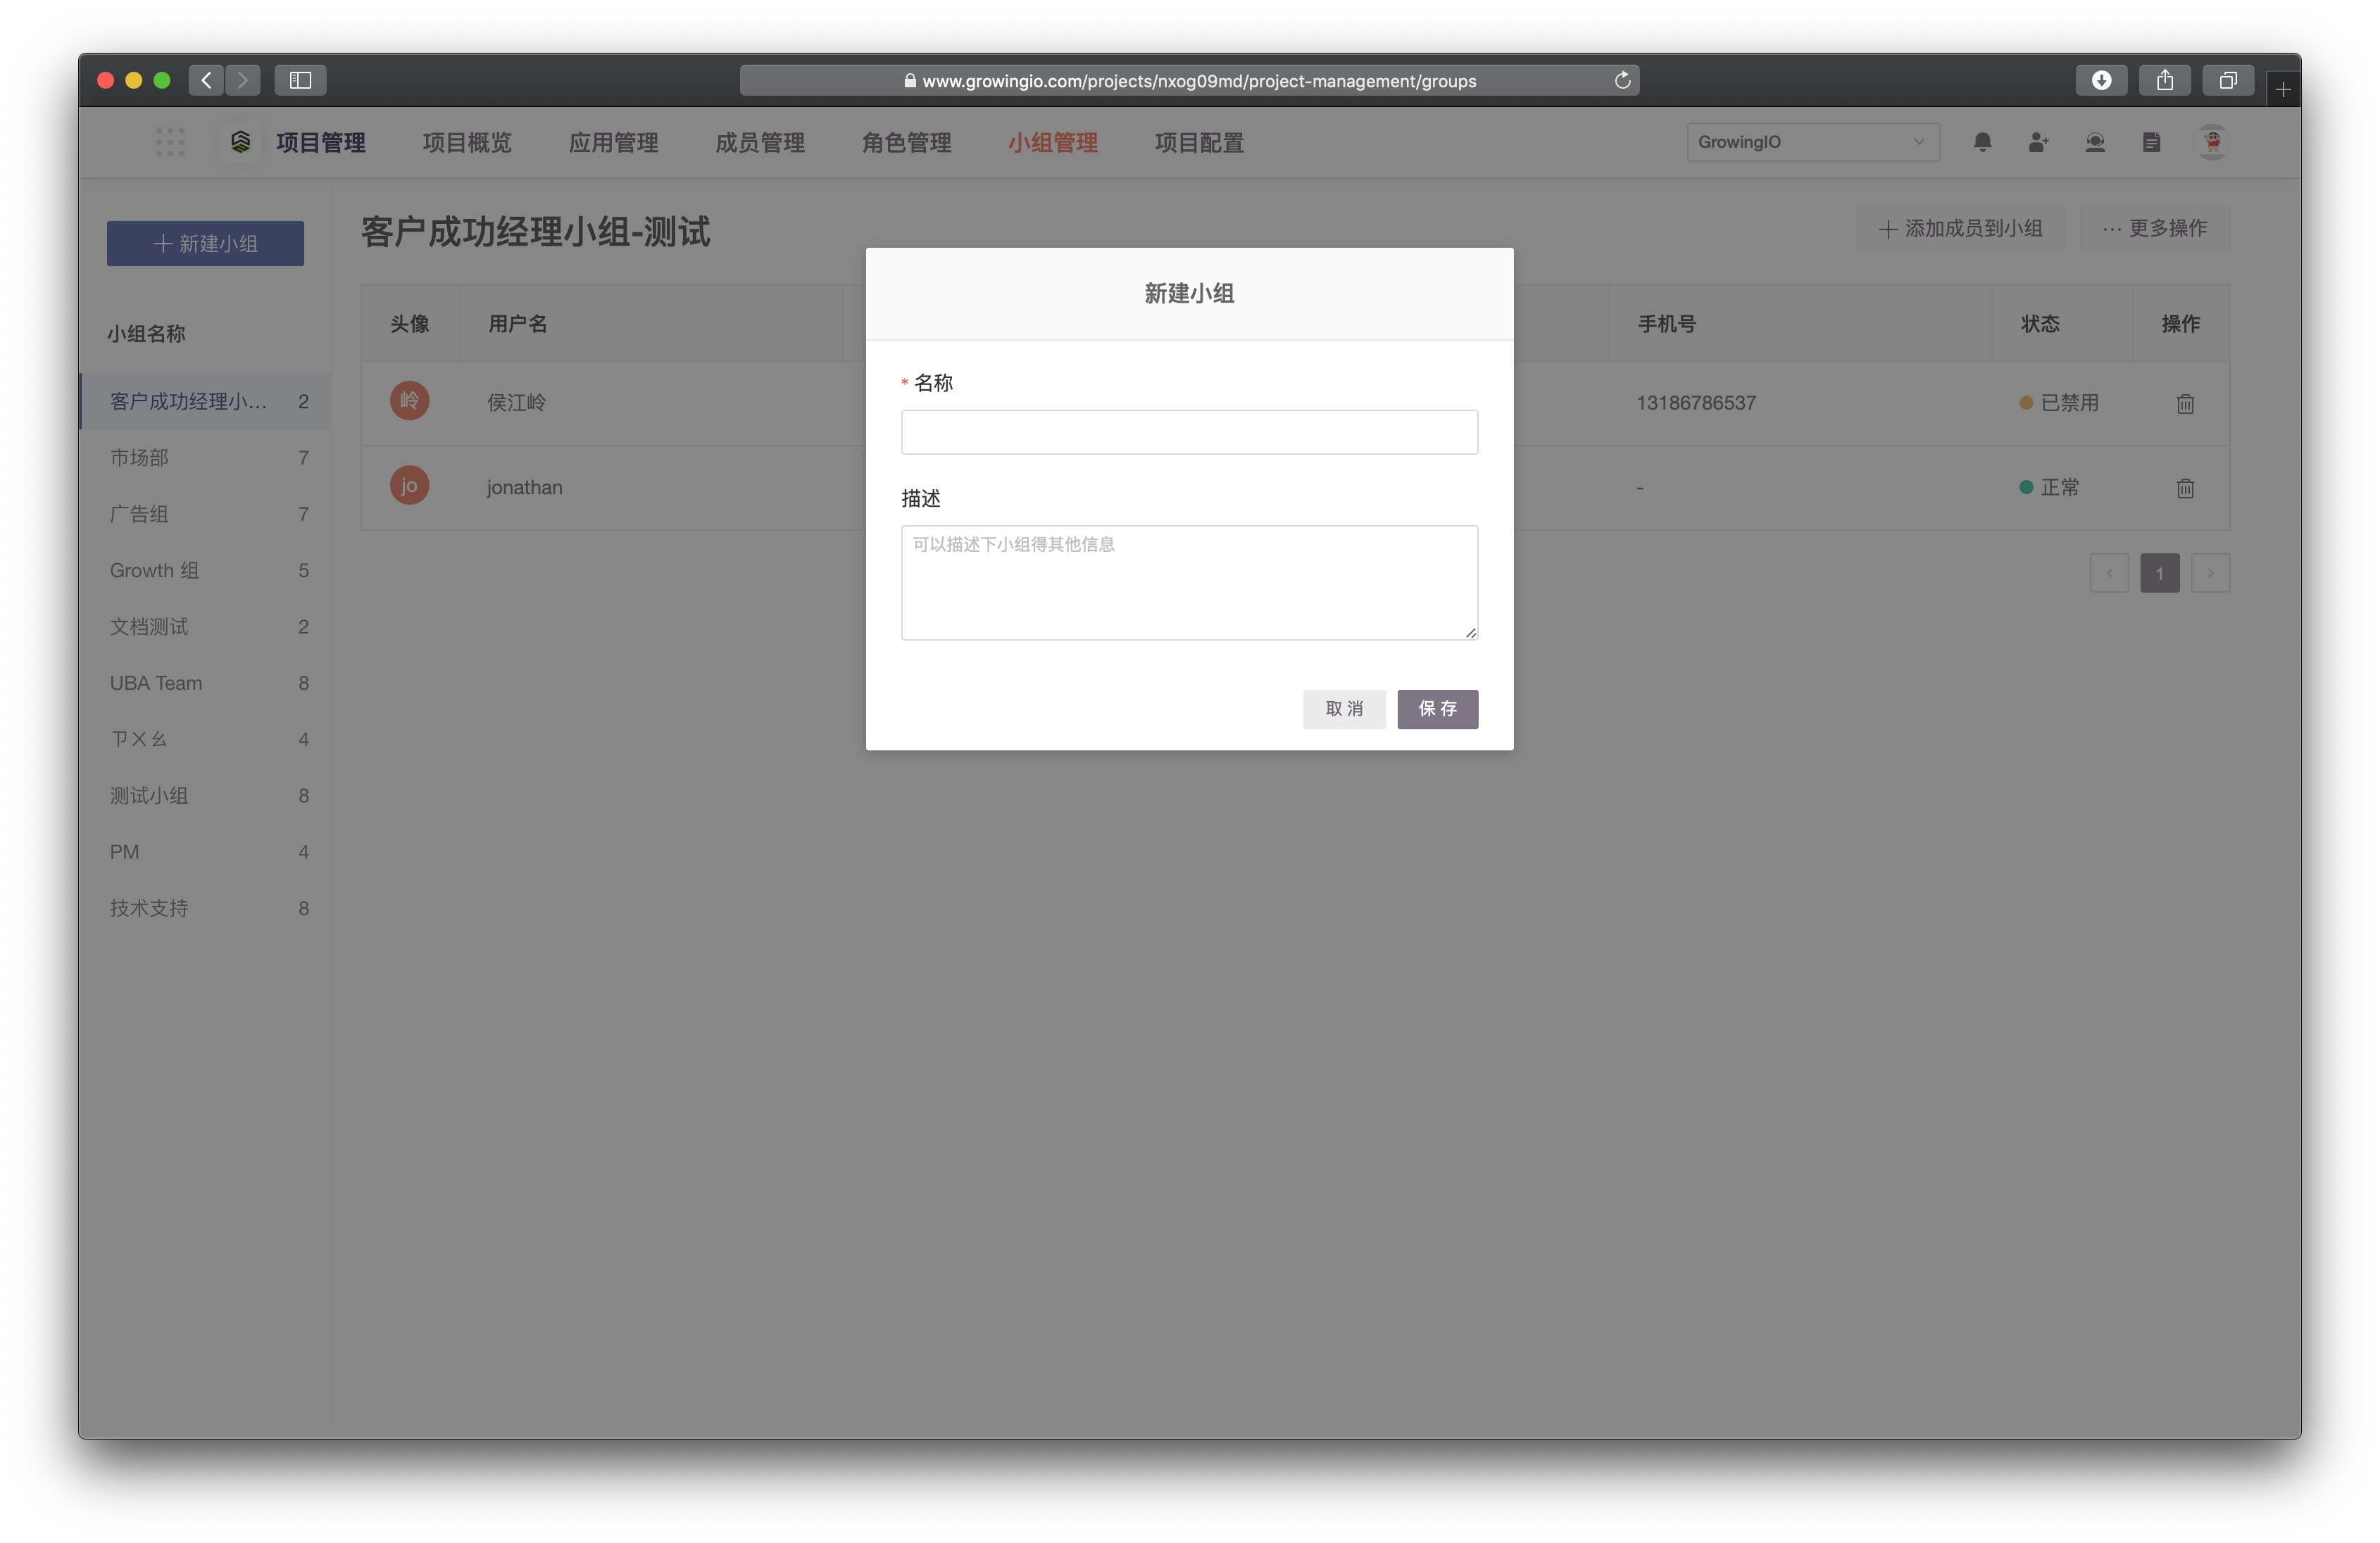 www.growingio.com/projects/nxog09md/project-management/groups
项目管理 项目概览 应用管理 成员管理 角色管理 小组管理 项目配置 GrowingIO
+ 新建小组
客户成功经理小组-测试
+ 添加成员到小组
··· 更多操作
小组名称
客户成功经理小... 2
市场部 7
广告组 7
Growth 组 5
文档测试 2
UBA Team 8
ㄗㄨㄠ 4
测试小组 8
PM 4
技术支持 8
头像 用户名 手机号 状态 操作
岭 侯江岭 13186786537 已禁用
jo jonathan - 正常
< 1 >
新建小组
* 名称
描述
可以描述下小组得其他信息
取 消 保 存